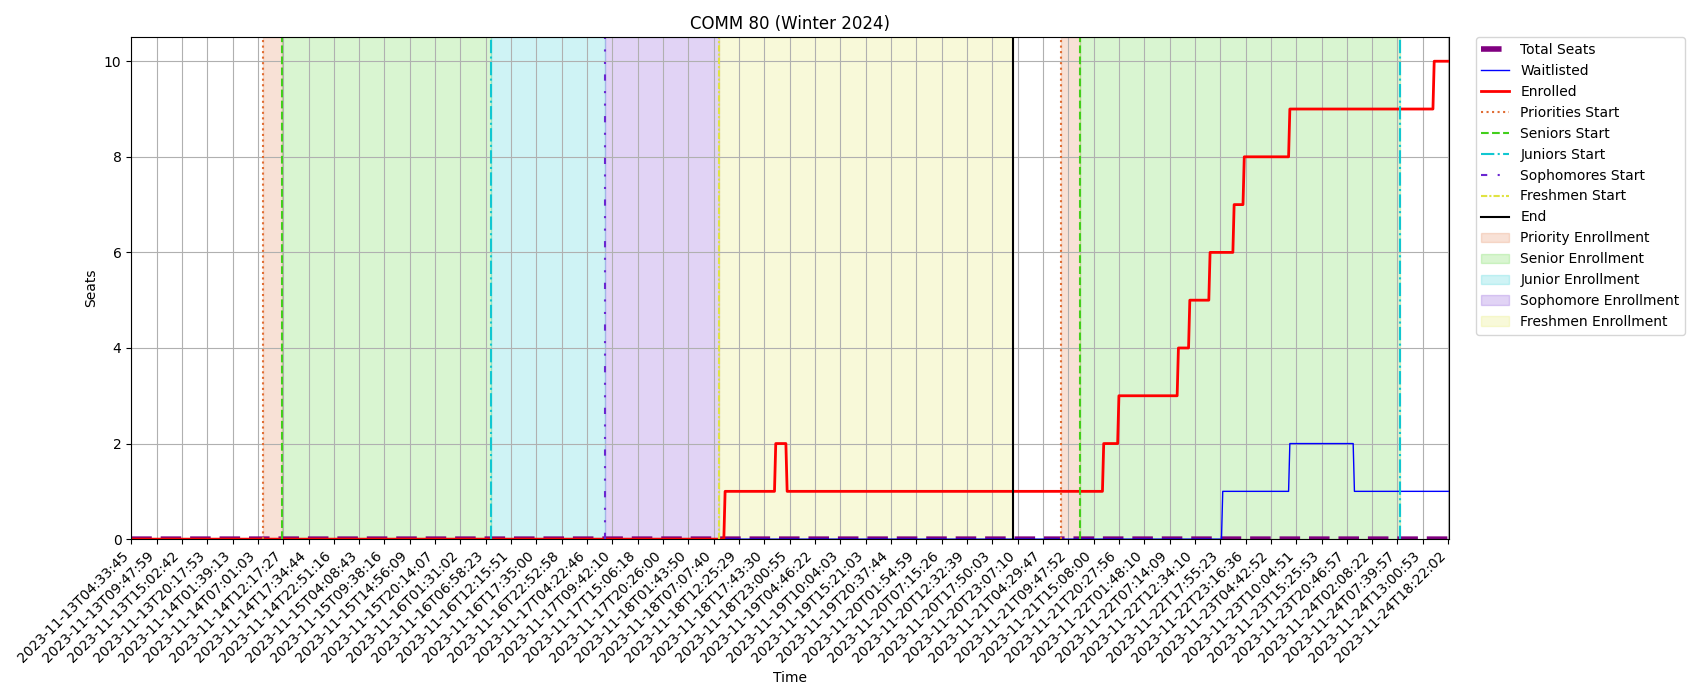 COMM 80 (Winter 2024)
10
8
6
4
2
0
Seats
2023-11-13T04:33:45
2023-11-13T09:47:59
2023-11-13T15:02:42
2023-11-13T20:17:53
2023-11-14T01:39:13
2023-11-14T07:01:03
2023-11-14T12:17:27
2023-11-14T17:34:44
2023-11-14T22:51:16
2023-11-15T04:08:43
2023-11-15T09:38:16
2023-11-15T14:56:09
2023-11-15T20:14:07
2023-11-16T01:31:02
2023-11-16T06:58:23
2023-11-16T12:15:51
2023-11-16T17:35:00
2023-11-16T22:52:58
2023-11-17T04:22:46
2023-11-17T09:42:10
2023-11-17T15:06:18
2023-11-17T20:26:00
2023-11-18T01:43:50
2023-11-18T07:07:40
2023-11-18T12:25:29
2023-11-18T17:43:30
2023-11-18T23:00:55
2023-11-19T04:46:22
2023-11-19T10:04:03
2023-11-19T15:21:03
2023-11-19T20:37:44
2023-11-20T01:54:59
2023-11-20T07:15:26
2023-11-20T12:32:39
2023-11-20T17:50:03
2023-11-20T23:07:10
2023-11-21T04:29:47
2023-11-21T09:47:52
2023-11-21T15:08:00
2023-11-21T20:27:56
2023-11-22T01:48:10
2023-11-22T07:14:09
2023-11-22T12:34:10
2023-11-22T17:55:23
2023-11-22T23:16:36
2023-11-23T04:42:52
2023-11-23T10:04:51
2023-11-23T15:25:53
2023-11-23T20:46:57
2023-11-24T02:08:22
2023-11-24T07:39:57
2023-11-24T13:00:53
2023-11-24T18:22:02
Time
Total Seats
Waitlisted
Enrolled
Priorities Start
Seniors Start
Juniors Start
Sophomores Start
Freshmen Start
End
Priority Enrollment
Senior Enrollment
Junior Enrollment
Sophomore Enrollment
Freshmen Enrollment